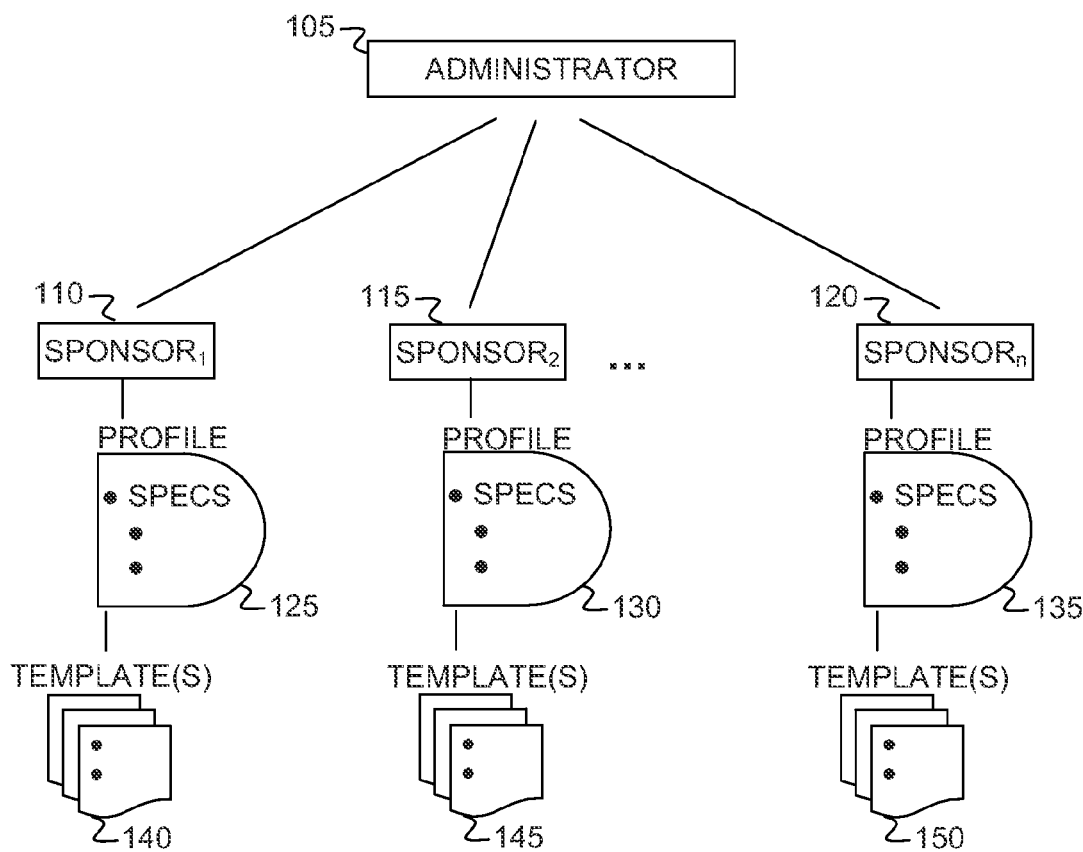 105
ADMINISTRATOR
110
115
120
SPONSOR₁
SPONSOR₂
...
SPONSORₙ
PROFILE
PROFILE
PROFILE
• SPECS
• SPECS
• SPECS
125
130
135
TEMPLATE(S)
TEMPLATE(S)
TEMPLATE(S)
140
145
150